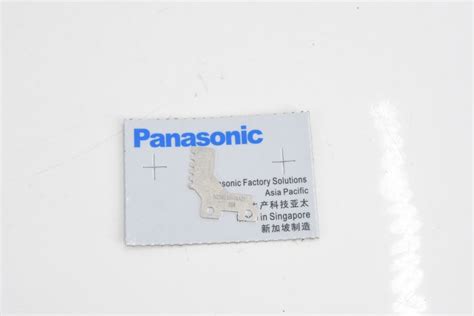 Panasonic
sonic Factory Solutions
Asia Pacific
产科技亚太
in Singapore
新加坡制造